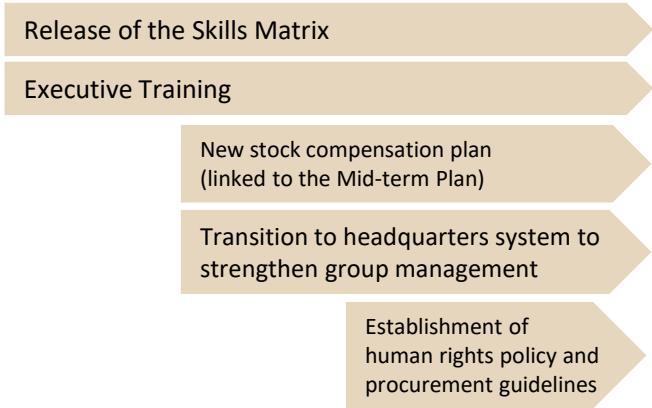 Release of the Skills Matrix
Executive Training
New stock compensation plan
(linked to the Mid-term Plan)
Transition to headquarters system to
strengthen group management
Establishment of
human rights policy and
procurement guidelines